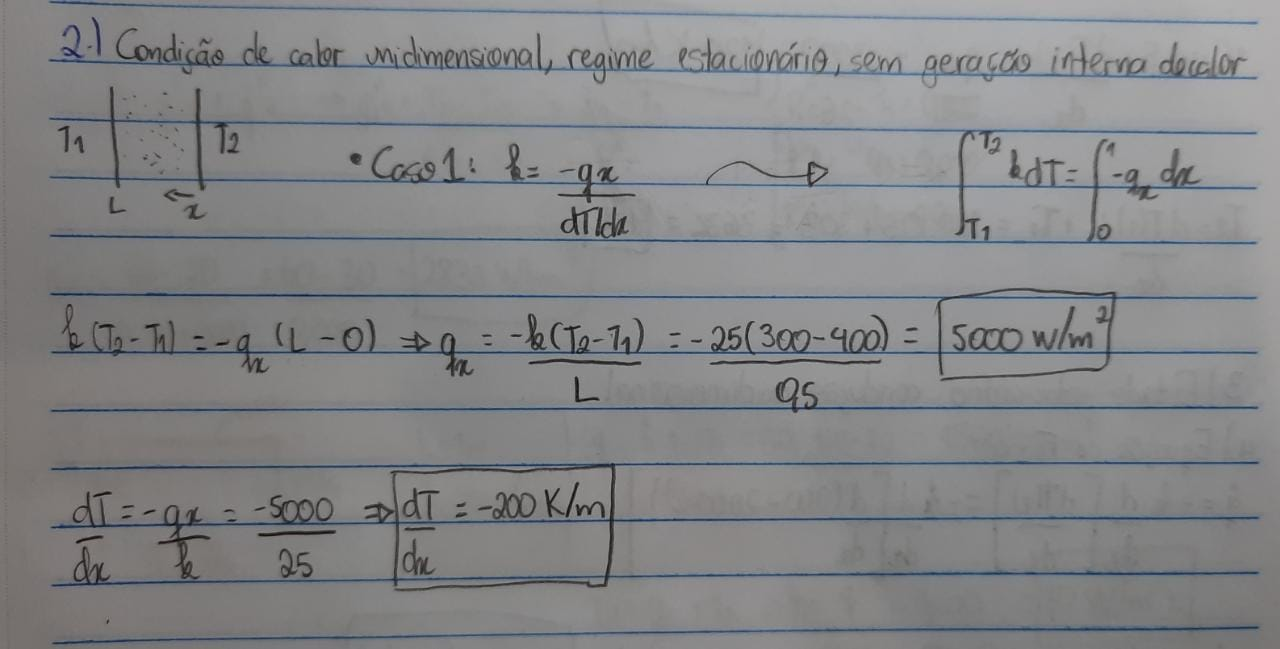 2.1 Condição de calor unidimensional, regime estacionário, sem geração interna de calor
T1 T2 • Caso 1: k = -qx / dT/dx → ∫_{T1}^{T2} k dT = ∫_{0}^{1} -qx dx
L ← x
k (T2 - T1) = -qx (L - 0) ⇒ qx = -k(T2-T1) / L = -25(300-400) / 0,5 = 5000 W/m²
dT/dx = -qx / k = -5000 / 25 ⇒ dT/dx = -200 K/m